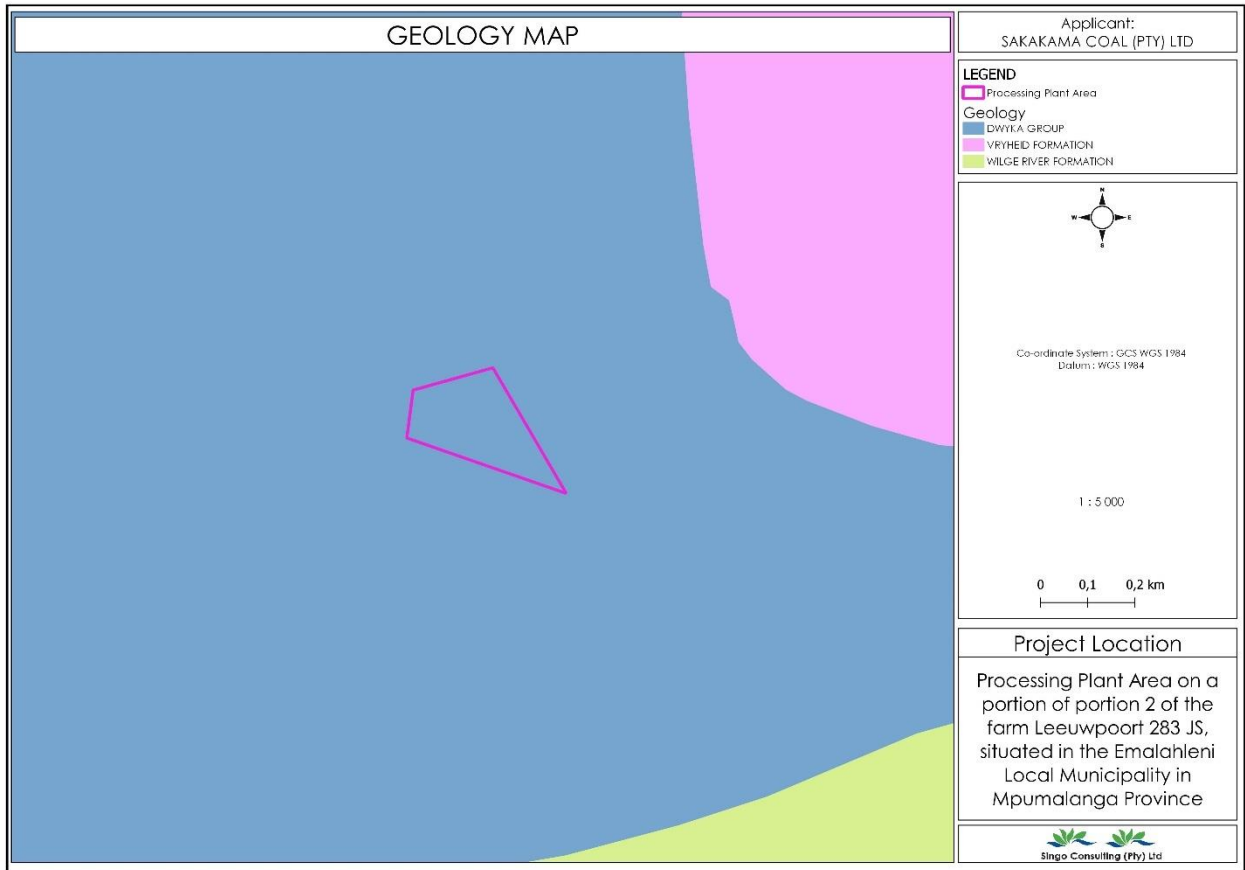 GEOLOGY MAP
Applicant:
SAKAKAMA COAL (PTY) LTD
LEGEND
Processing Plant Area
Geology
DWYKA GROUP
VRYHEID FORMATION
WILGE RIVER FORMATION
N
W E
S
Co-ordinate System : GCS WGS 1984
Datum : WGS 1984
1 : 5 000
0 0,1 0,2 km
Project Location
Processing Plant Area on a
portion of portion 2 of the
farm Leeuwpoort 283 JS,
situated in the Emalahleni
Local Municipality in
Mpumalanga Province
Singo Consulting (Pty) Ltd